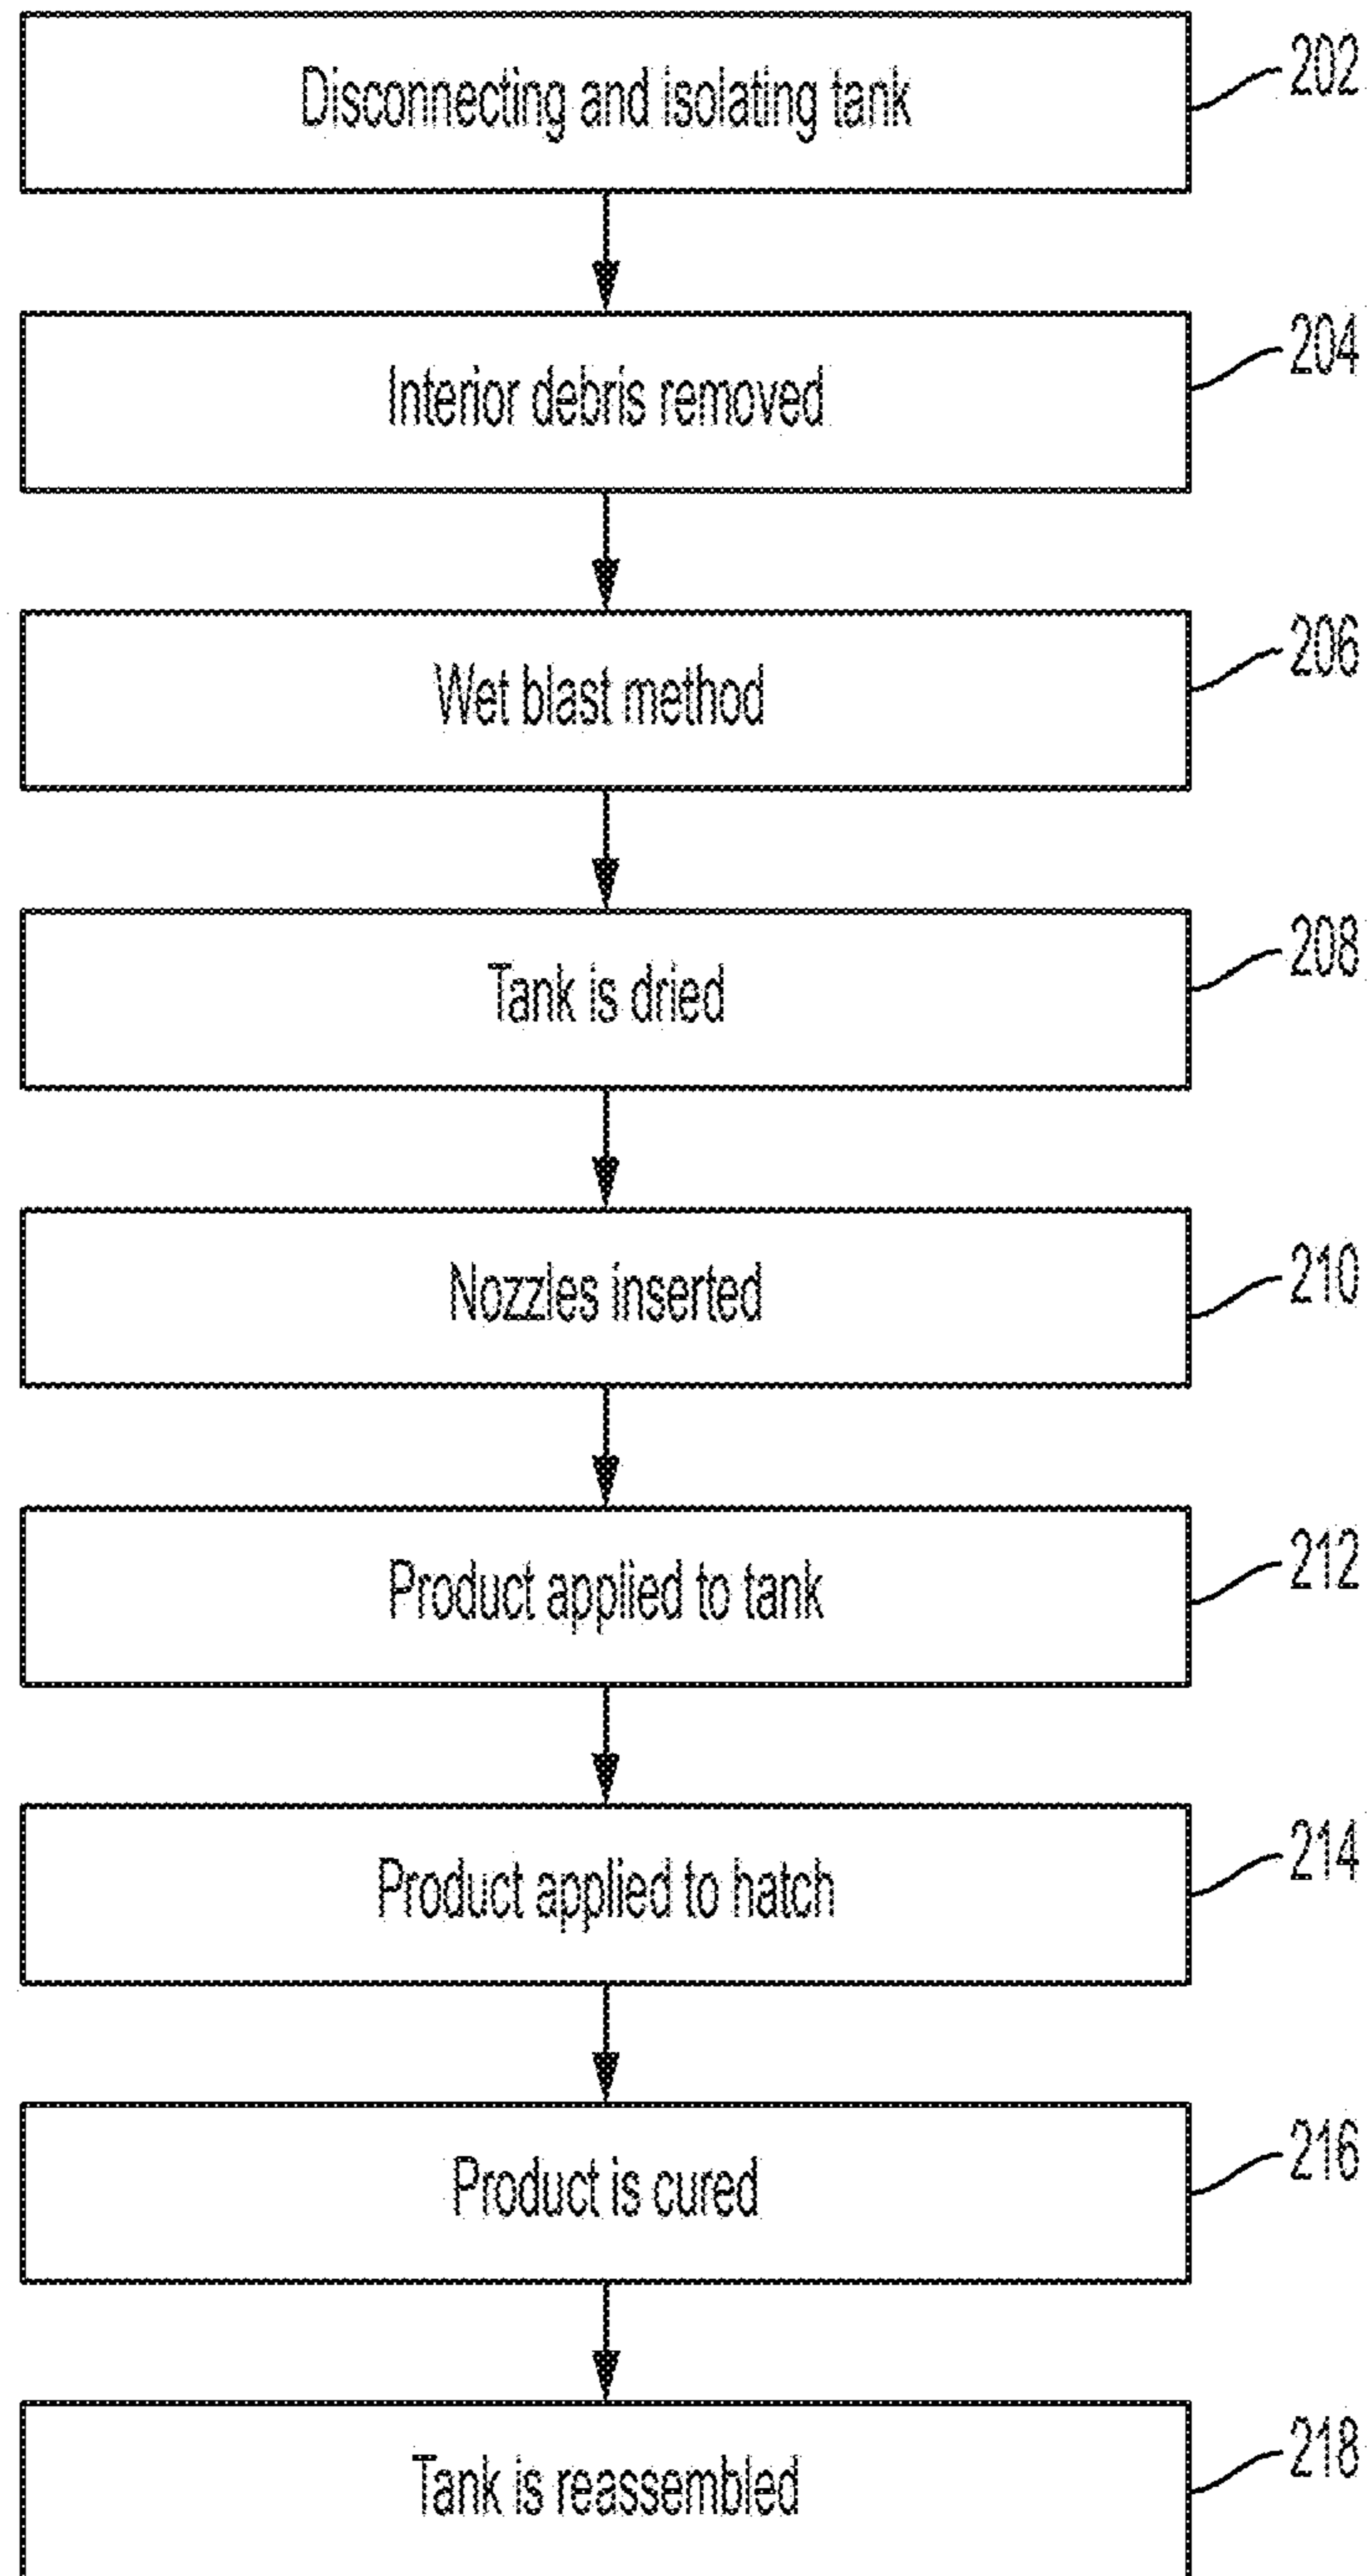 Disconnecting and isolating tank
202
Interior debris removed
204
Wet blast method
206
Tank is dried
208
Nozzles inserted
210
Product applied to tank
212
Product applied to hatch
214
Product is cured
216
Tank is reassembled
218